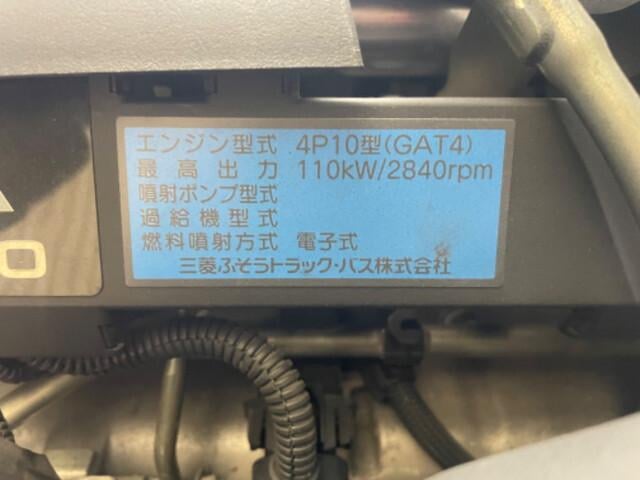 エンジン型式 4P10型(GAT4)
最高出力 110kW/2840rpm
噴射ポンプ型式
過給機型式
燃料噴射方式 電子式
三菱ふそうトラック・バス株式会社